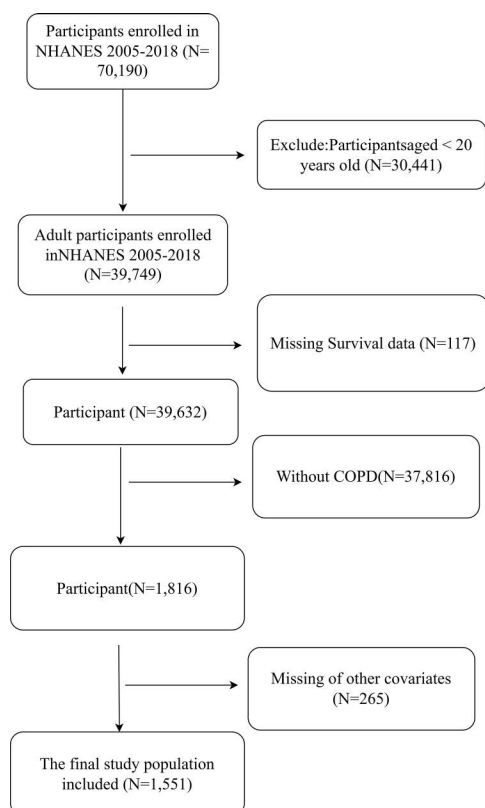 Participants enrolled in
NHANES 2005-2018 (N=
70,190)
Exclude:Participantsaged < 20
years old (N=30,441)
Adult participants enrolled
inNHANES 2005-2018
(N=39,749)
Missing Survival data (N=117)
Participant (N=39,632)
Without COPD(N=37,816)
Participant(N=1,816)
Missing of other covariates
(N=265)
The final study population
included (N=1,551)